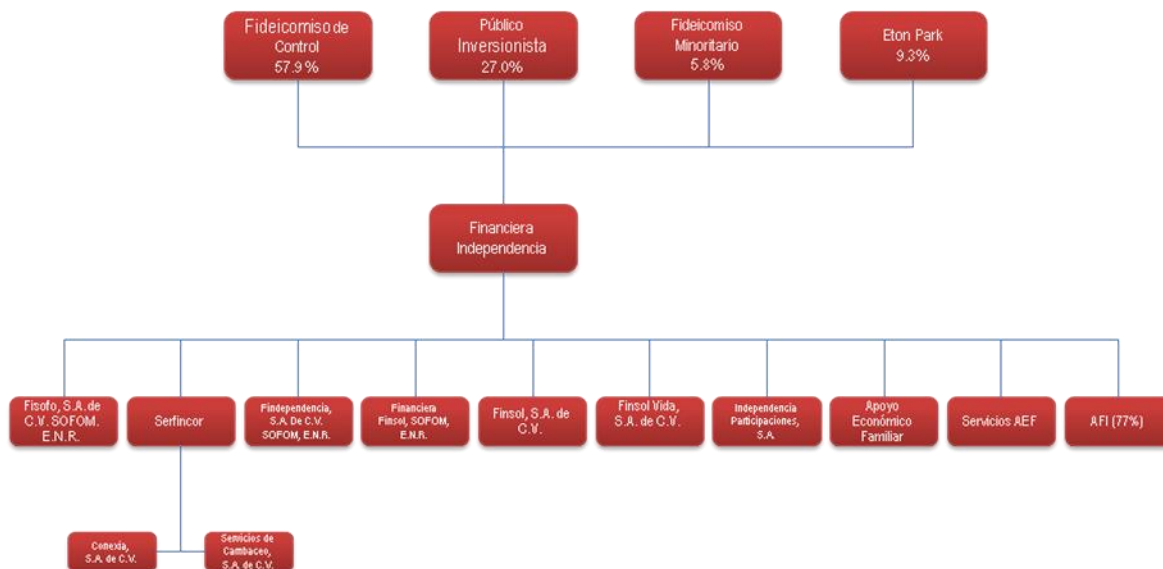 Fideicomiso de
Control
57.9%
Público
Inversionista
27.0%
Fideicomiso
Minoritario
5.8%
Eton Park
9.3%
Financiera
Independencia
Fisofo, S.A. de
C.V. SOFOM.
E.N.R.
Serfincor
Findependencia,
S.A. De C.V.
SOFOM, E.N.R.
Financiera
Finsol, SOFOM,
E.N.R.
Finsol, S.A. de
C.V.
Finsol Vida,
S.A. de C.V.
Independencia
Participaciones,
S.A.
Apoyo
Económico
Familiar
Servicios AEF
AFI (77%)
Conexia,
S.A. de C.V.
Servicios de
Cambaceo,
S.A. de C.V.